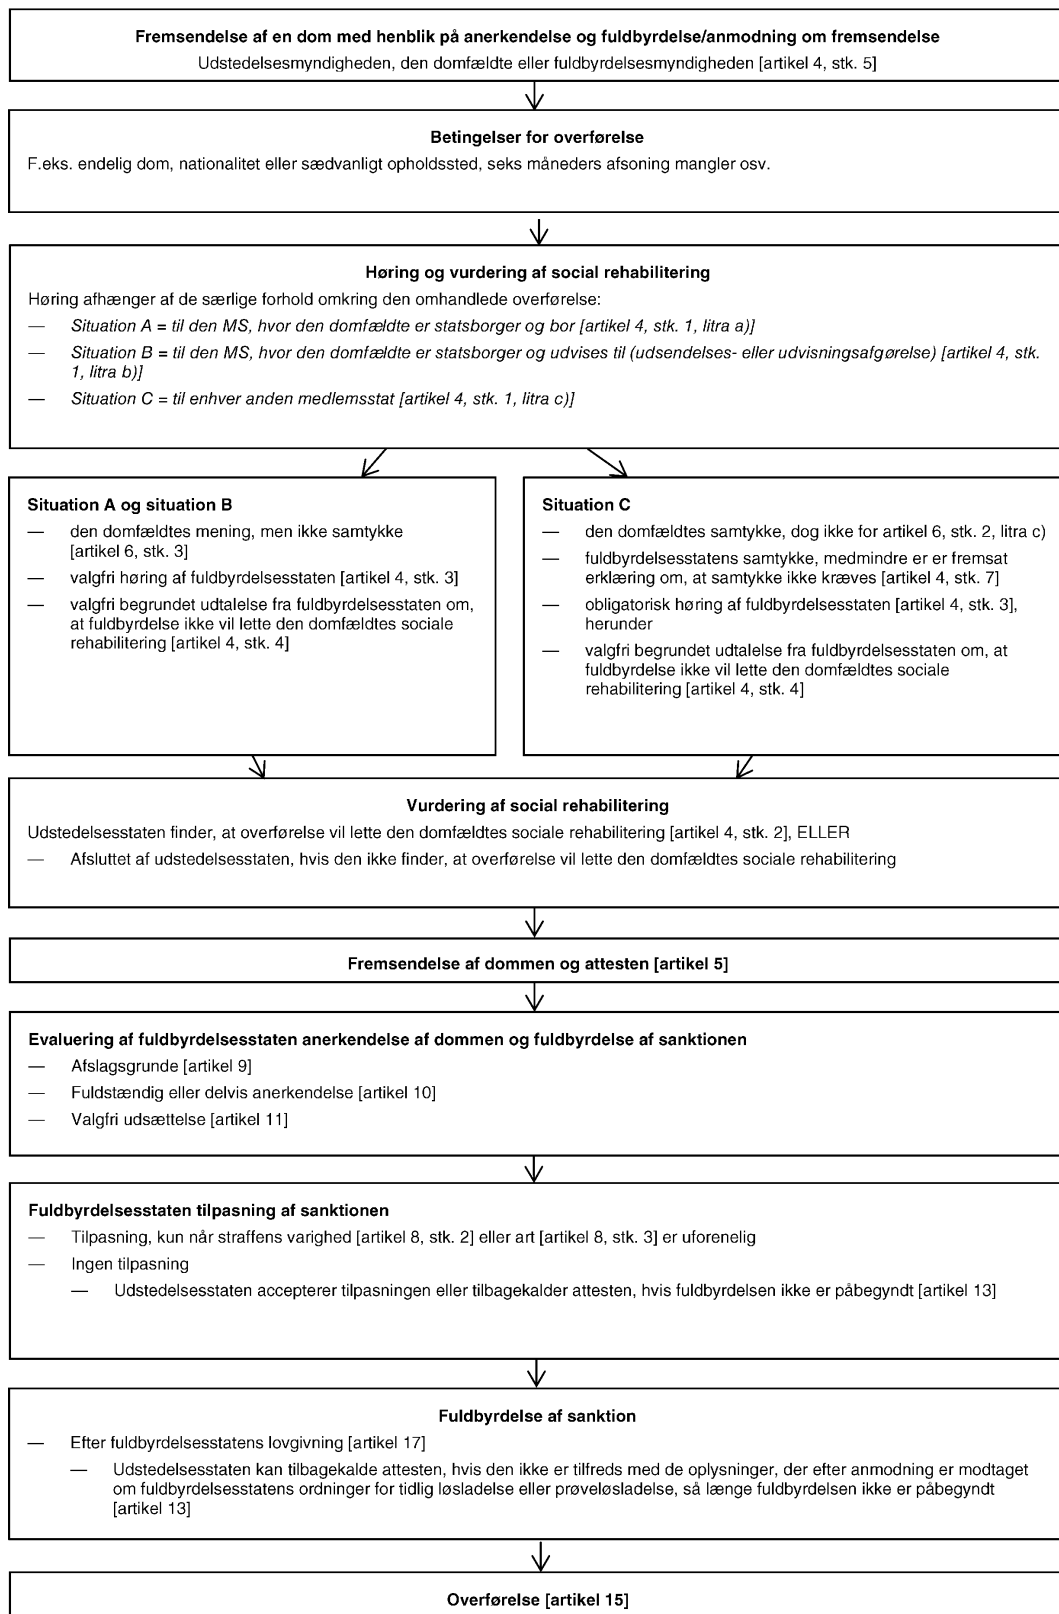 Fremsendelse af en dom med henblik på anerkendelse og fuldbyrdelse/anmodning om fremsendelse
Udstedelsesmyndigheden, den domfældte eller fuldbyrdelsesmyndigheden [artikel 4, stk. 5]
Betingelser for overførelse
F.eks. endelig dom, nationalitet eller sædvanligt opholdssted, seks måneders afsoning mangler osv.
Høring og vurdering af social rehabilitering
Høring afhænger af de særlige forhold omkring den omhandlede overførelse:
— Situation A = til den MS, hvor den domfældte er statsborger og bor [artikel 4, stk. 1, litra a)]
— Situation B = til den MS, hvor den domfældte er statsborger og udvises til (udsendelses- eller udvisningsafgørelse) [artikel 4, stk.
1, litra b)]
— Situation C = til enhver anden medlemsstat [artikel 4, stk. 1, litra c)]
Situation A og situation B
— den domfældtes mening, men ikke samtykke
[artikel 6, stk. 3]
— valgfri høring af fuldbyrdelsesstaten [artikel 4, stk. 3]
— valgfri begrundet udtalelse fra fuldbyrdelsesstaten om,
at fuldbyrdelse ikke vil lette den domfældtes sociale
rehabilitering [artikel 4, stk. 4]
Situation C
— den domfældtes samtykke, dog ikke for artikel 6, stk. 2, litra c)
— fuldbyrdelsesstatens samtykke, medmindre er er fremsat
erklæring om, at samtykke ikke kræves [artikel 4, stk. 7]
— obligatorisk høring af fuldbyrdelsesstaten [artikel 4, stk. 3],
herunder
— valgfri begrundet udtalelse fra fuldbyrdelsesstaten om, at
fuldbyrdelse ikke vil lette den domfældtes sociale
rehabilitering [artikel 4, stk. 4]
Vurdering af social rehabilitering
Udstedelsesstaten finder, at overførelse vil lette den domfældtes sociale rehabilitering [artikel 4, stk. 2], ELLER
— Afsluttet af udstedelsesstaten, hvis den ikke finder, at overførelse vil lette den domfældtes sociale rehabilitering
Fremsendelse af dommen og attesten [artikel 5]
Evaluering af fuldbyrdelsesstaten anerkendelse af dommen og fuldbyrdelse af sanktionen
— Afslagsgrunde [artikel 9]
— Fuldstændig eller delvis anerkendelse [artikel 10]
— Valgfri udsættelse [artikel 11]
Fuldbyrdelsesstaten tilpasning af sanktionen
— Tilpasning, kun når straffens varighed [artikel 8, stk. 2] eller art [artikel 8, stk. 3] er uforenelig
— Ingen tilpasning
— Udstedelsesstaten accepterer tilpasningen eller tilbagekalder attesten, hvis fuldbyrdelsen ikke er påbegyndt [artikel 13]
Fuldbyrdelse af sanktion
— Efter fuldbyrdelsesstatens lovgivning [artikel 17]
— Udstedelsesstaten kan tilbagekalde attesten, hvis den ikke er tilfreds med de oplysninger, der efter anmodning er modtaget
om fuldbyrdelsesstatens ordninger for tidlig løsladelse eller prøveløsladelse, så længe fuldbyrdelsen ikke er påbegyndt
[artikel 13]
Overførelse [artikel 15]